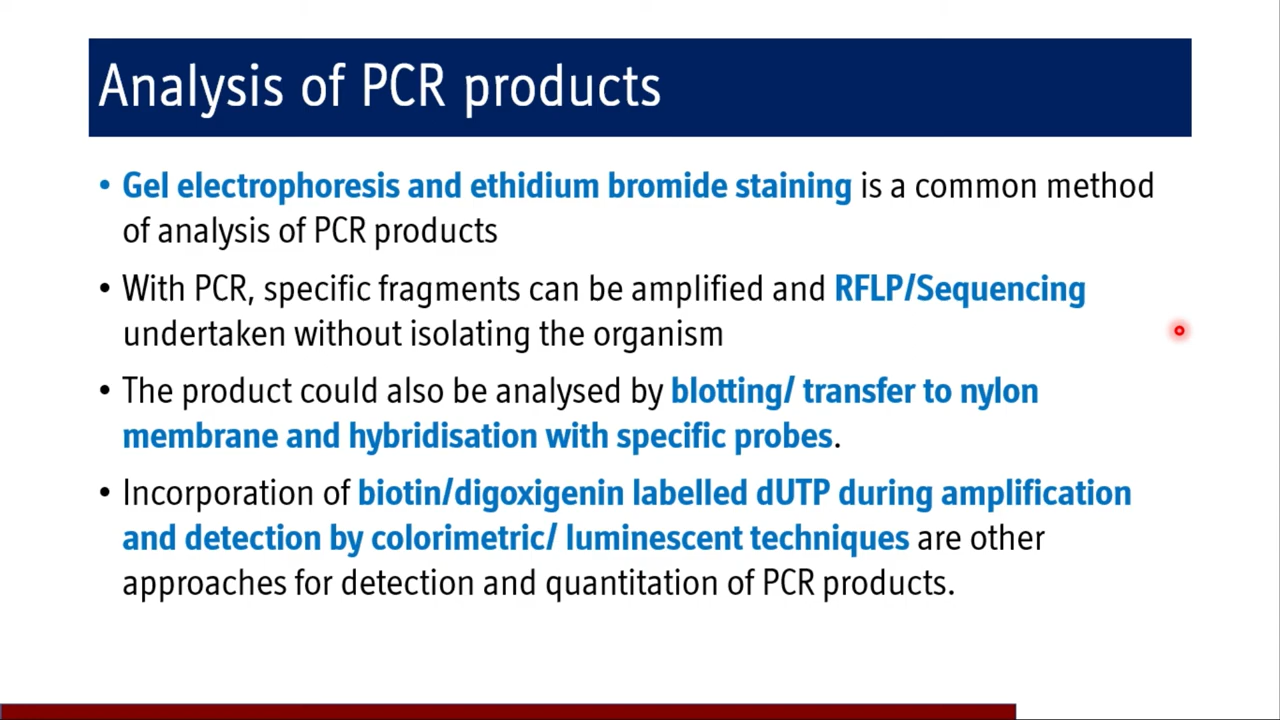 Analysis of PCR products
• Gel electrophoresis and ethidium bromide staining is a common method
of analysis of PCR products
• With PCR, specific fragments can be amplified and RFLP/Sequencing
undertaken without isolating the organism
• The product could also be analysed by blotting/ transfer to nylon
membrane and hybridisation with specific probes.
• Incorporation of biotin/digoxigenin labelled dUTP during amplification
and detection by colorimetric/ luminescent techniques are other
approaches for detection and quantitation of PCR products.